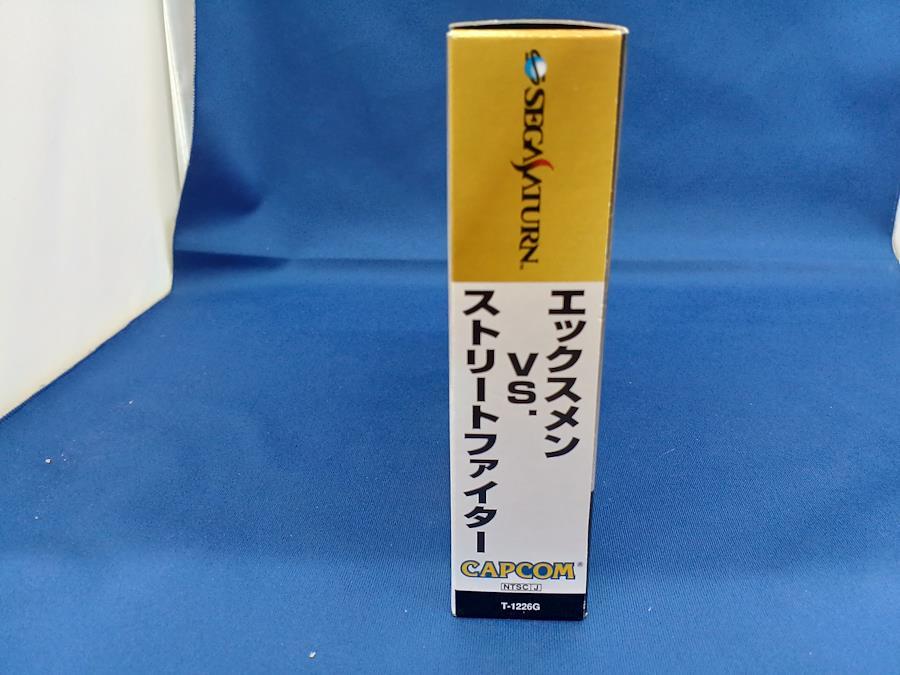 SEGA SATURN™
エックスメン
VS.
ストリートファイター
CAPCOM®
NTSC J
T-1226G